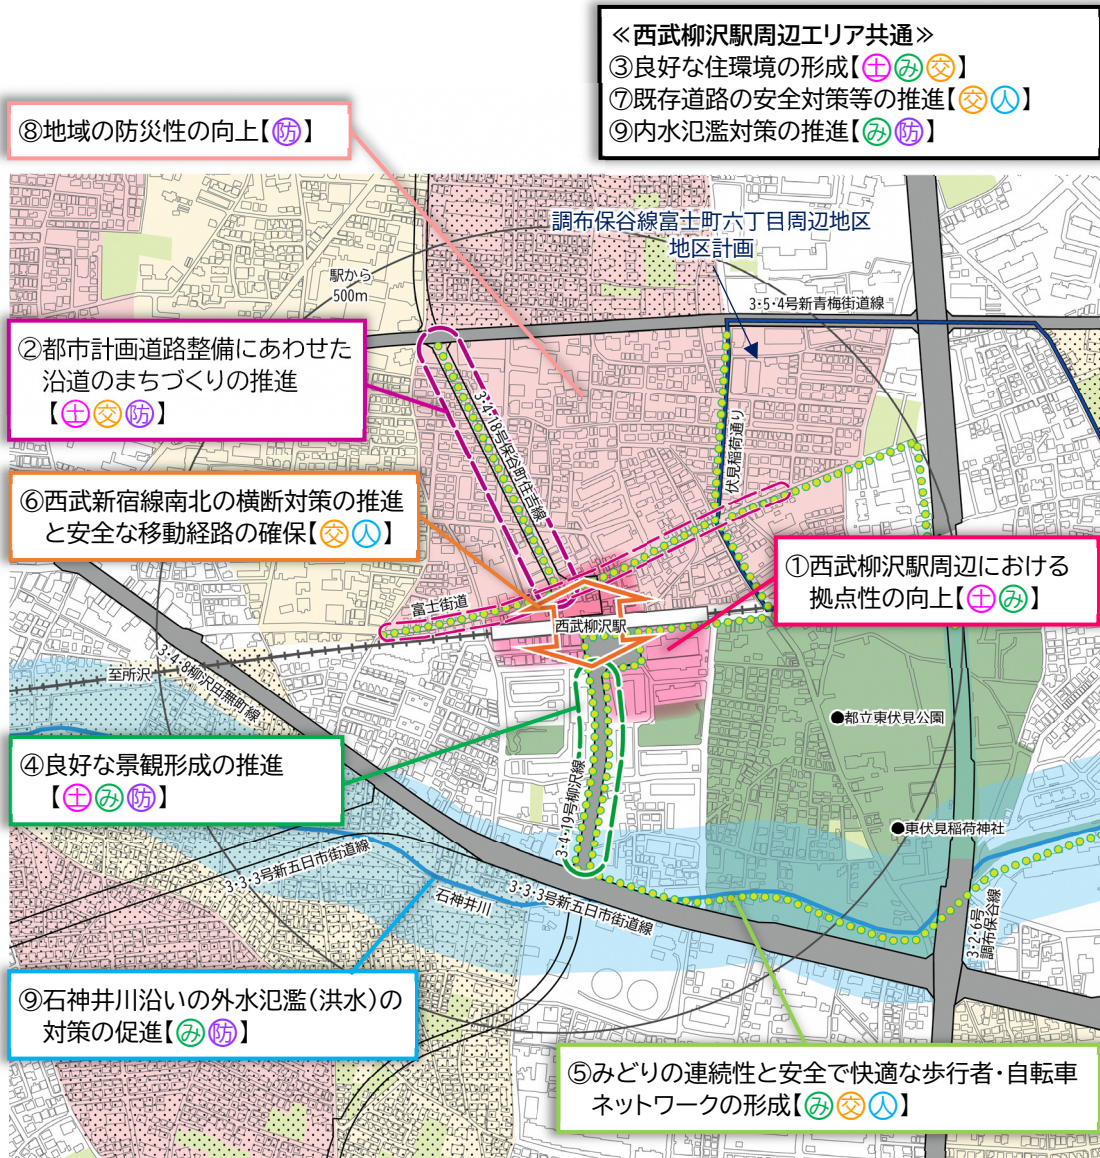 ≪西武柳沢駅周辺エリア共通≫
③良好な住環境の形成【土み交】
⑦既存道路の安全対策等の推進【交人】
⑨内水氾濫対策の推進【み防】
⑧地域の防災性の向上【防】
調布保谷線富士町六丁目周辺地区
地区計画
駅から
500m
3・5・4号新青梅街道線
②都市計画道路整備にあわせた
沿道のまちづくりの推進
【土交防】
3・4・18号保谷町住吉線
伏見稲荷通り
⑥西武新宿線南北の横断対策の推進
と安全な移動経路の確保【交人】
①西武柳沢駅周辺における
拠点性の向上【土み】
富士街道
西武柳沢駅
至所沢
3・4・8柳沢田無町線
●都立東伏見公園
④良好な景観形成の推進
【土み防】
3・4・19号柳沢線
●東伏見稲荷神社
3・3・3号新五日市街道線
石神井川
3・3・3号新五日市街道線
3・2・6号
調布保谷線
⑨石神井川沿いの外水氾濫(洪水)の
対策の促進【み防】
⑤みどりの連続性と安全で快適な歩行者・自転車
ネットワークの形成【み交人】